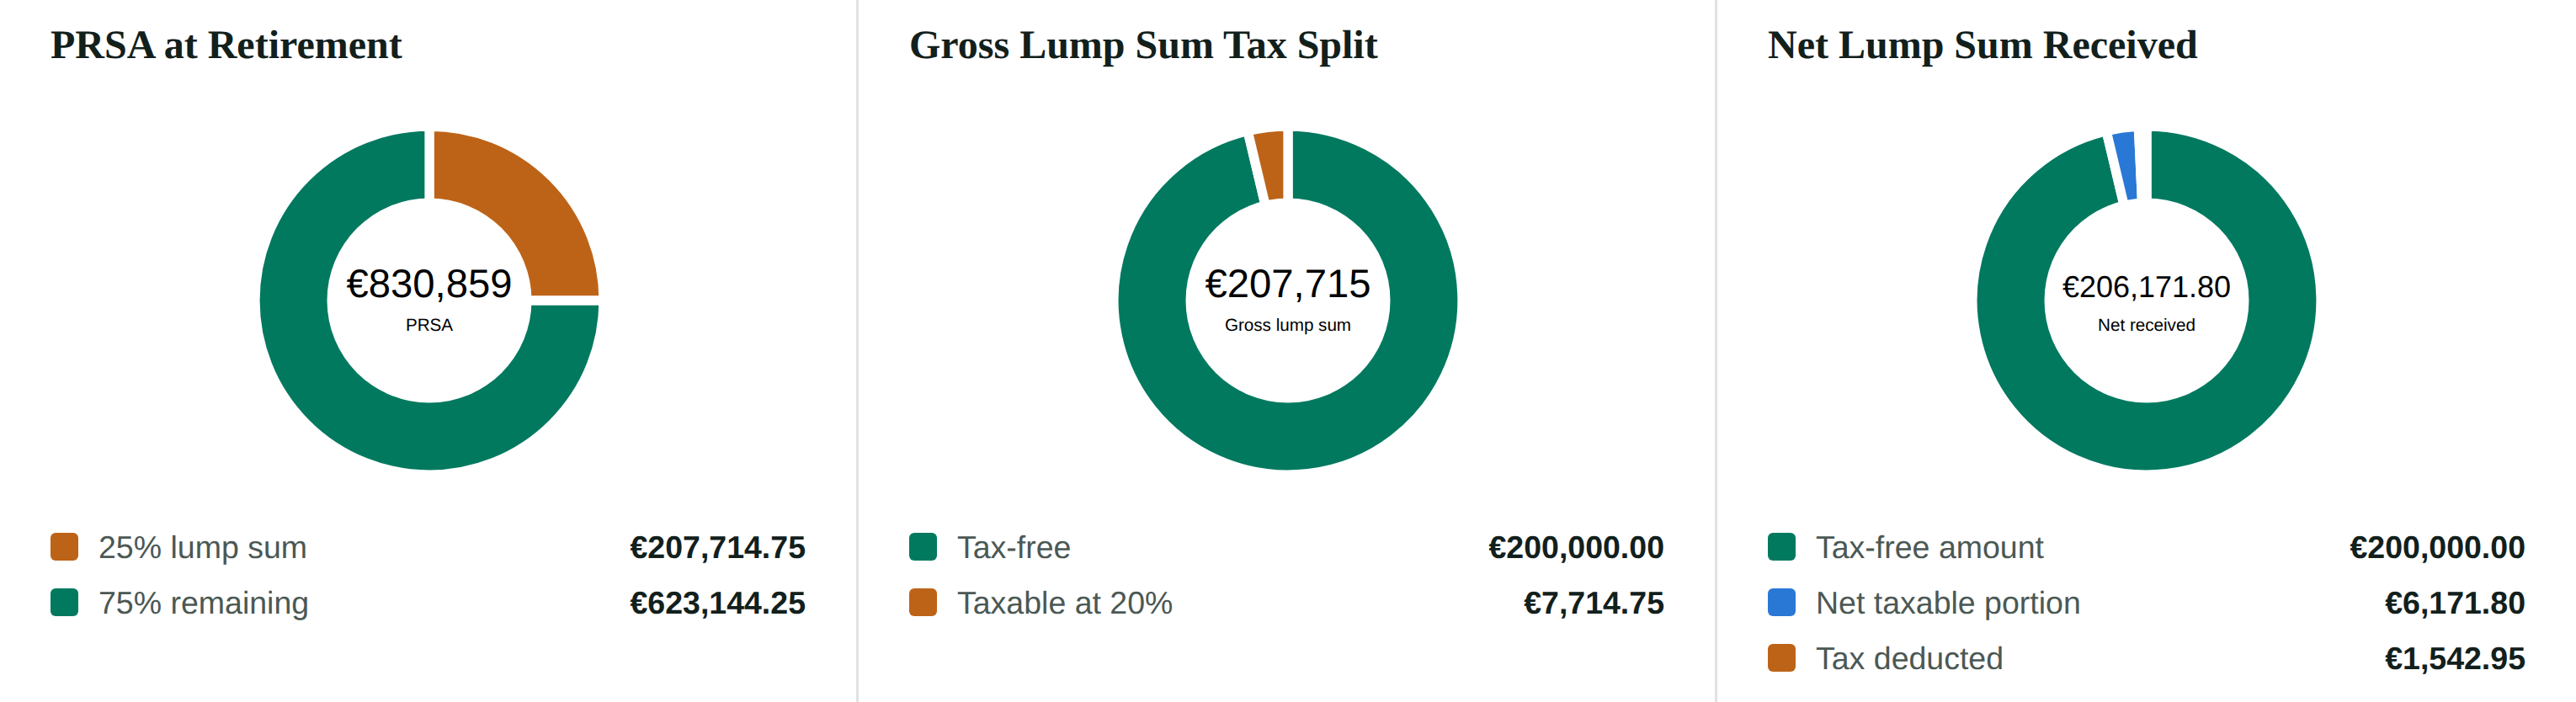 PRSA at Retirement
€830,859
PRSA
25% lump sum €207,714.75
75% remaining €623,144.25
Gross Lump Sum Tax Split
€207,715
Gross lump sum
Tax-free €200,000.00
Taxable at 20% €7,714.75
Net Lump Sum Received
€206,171.80
Net received
Tax-free amount €200,000.00
Net taxable portion €6,171.80
Tax deducted €1,542.95